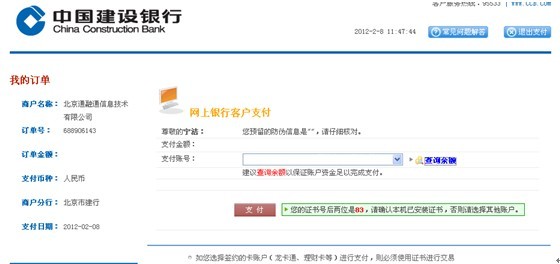 客户服务热线：95533 | www.ccb.com
中国建设银行
China Construction Bank
2012-2-8 11:47:44
常见问题解答
退出支付
我的订单
商户名称： 北京通融通信息技术
有限公司
订单号： 688906143
订单金额：
支付币种： 人民币
商户分行： 北京市建行
支付日期： 2012-02-08
网上银行客户支付
尊敬的宁洁： 您预留的防伪信息是""，请仔细核对。
支付金额：
支付账号： 查询余额
建议查询余额以保证账户资金足以完成支付。
支 付
您的证书号后两位是03，请确认本机已安装证书，否则请选择其他账户。
^ 如您选择签约的卡账户（龙卡通、理财卡等）进行支付，则必须使用证书进行交易